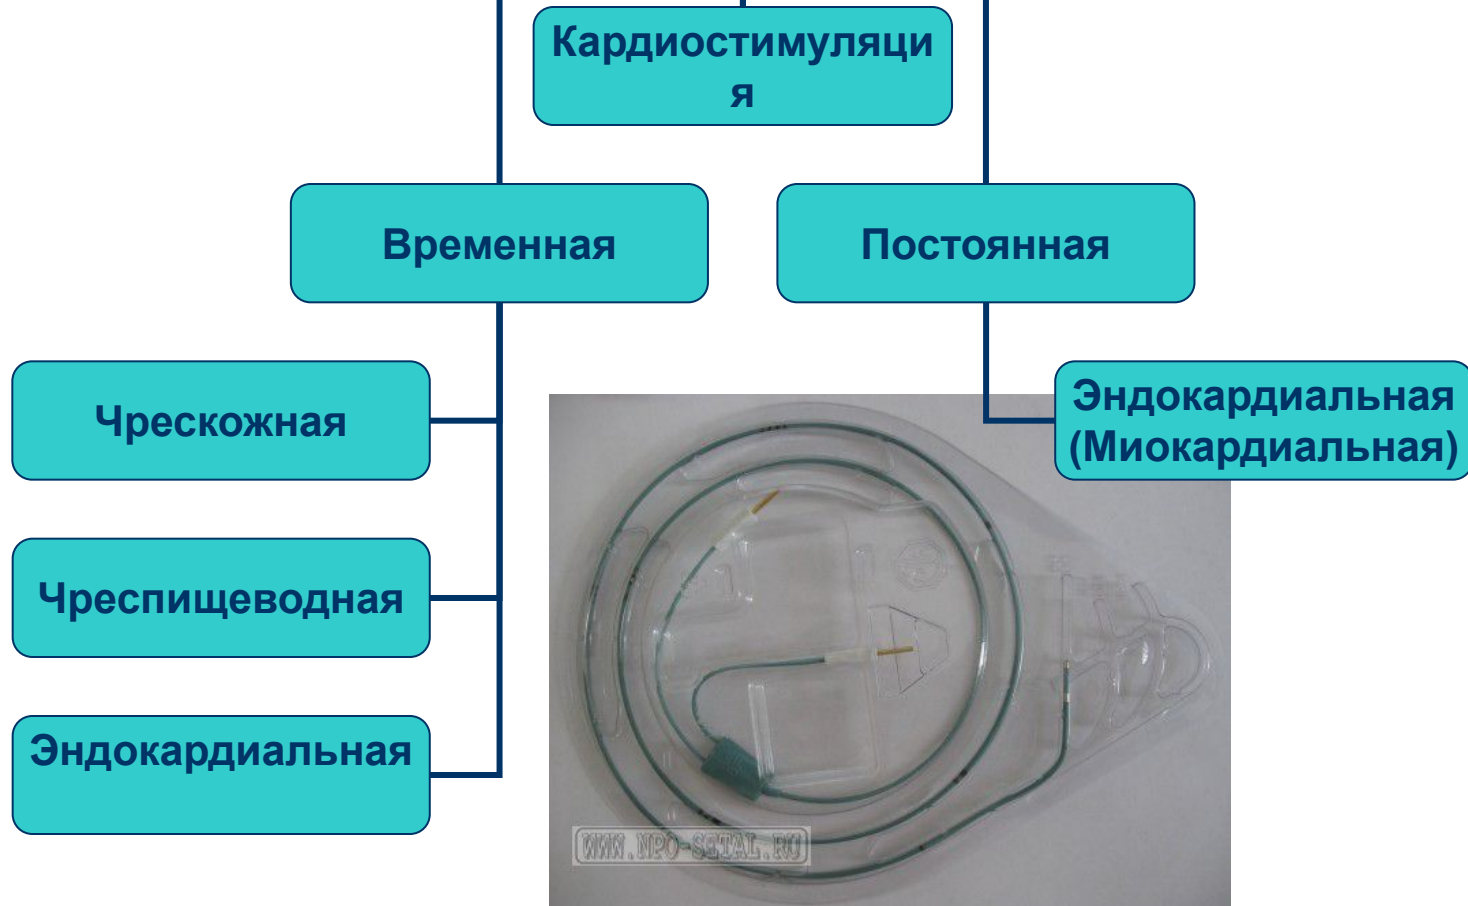 Кардиостимуляци
я
Временная
Постоянная
Чрескожная
Эндокардиальная
(Миокардиальная)
Чреспищеводная
Эндокардиальная
WWW.NPO-SETAL.RU